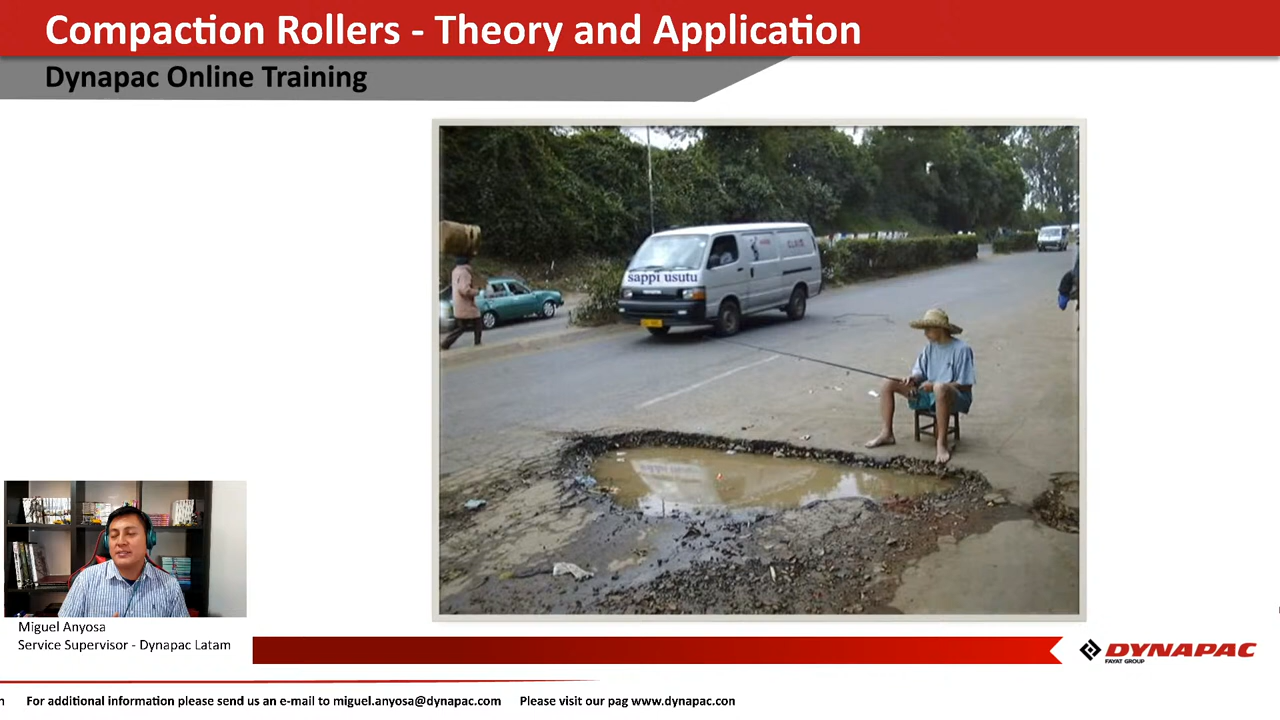 Compaction Rollers - Theory and Application
Dynapac Online Training
sappi usutu
Miguel Anyosa
Service Supervisor - Dynapac Latam
DYNAPAC
FAYAT GROUP
n For additional information please send us an e-mail to miguel.anyosa@dynapac.com Please visit our pag www.dynapac.con